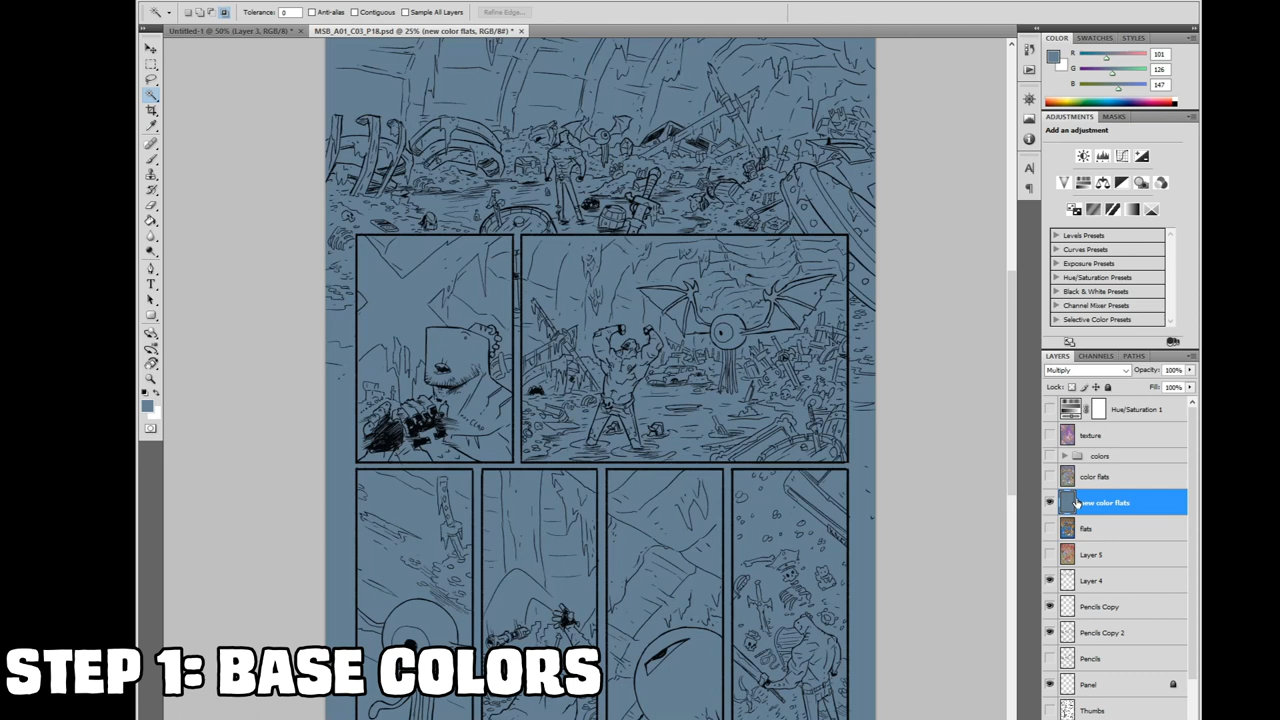 Tolerance: 0 Anti-alias Contiguous Sample All Layers Refine Edge...
Untitled-1 @ 50% (Layer 3, RGB/8) * × MSB_A01_C03_P18.psd @ 25% (new color flats, RGB/8#) * ×
COLOR SWATCHES STYLES
R 101
G 126
B 147
ADJUSTMENTS MASKS
Add an adjustment
Levels Presets
Curves Presets
Exposure Presets
Hue/Saturation Presets
Black & White Presets
Channel Mixer Presets
Selective Color Presets
LAYERS CHANNELS PATHS
Multiply Opacity: 100%
Lock: Fill: 100%
Hue/Saturation 1
texture
colors
color flats
new color flats
flats
Layer 5
Layer 4
Pencils Copy
Pencils Copy 2
Pencils
Panel
Thumbs
STEP 1: BASE COLORS